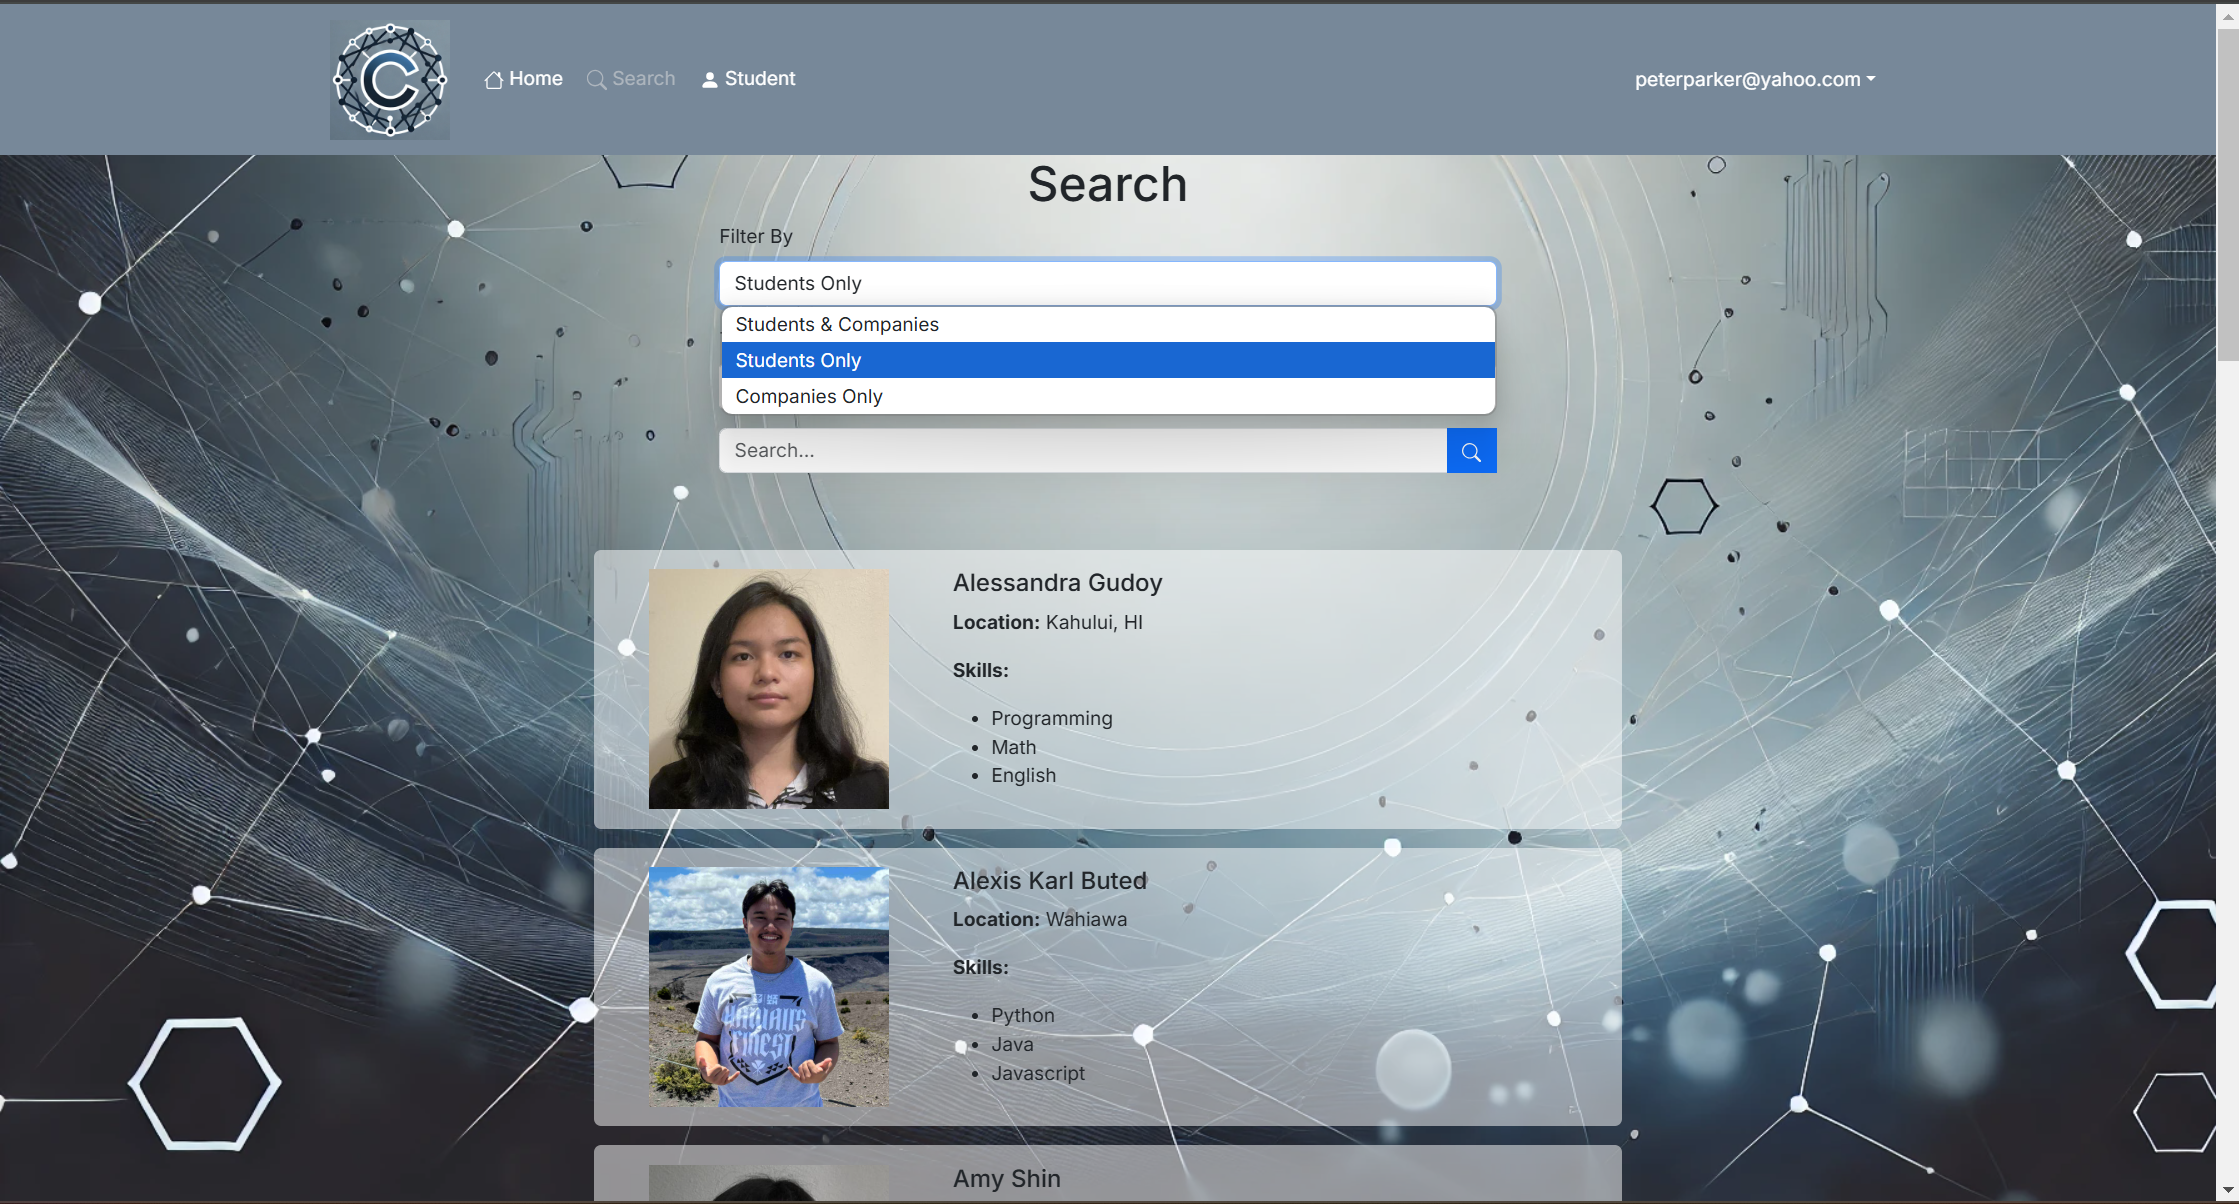 C
Home Search Student peterparker@yahoo.com
Search
Filter By
Students Only
Students & Companies
Students Only
Companies Only
Search...
Alessandra Gudoy
Location: Kahului, HI
Skills:
Programming
Math
English
Alexis Karl Buted
Location: Wahiawa
Skills:
Python
Java
Javascript
HAWAII'S
FINEST
Amy Shin